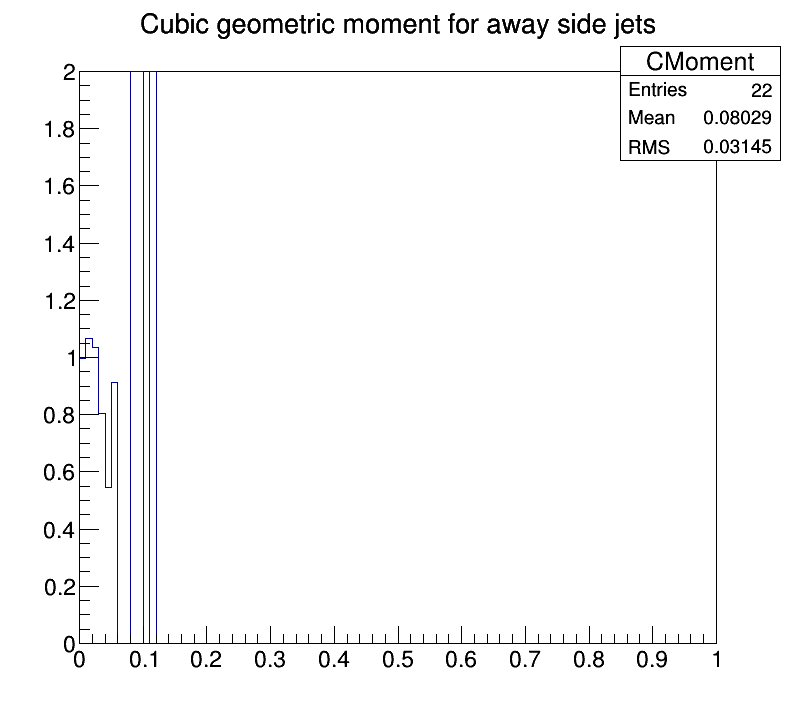 Cubic geometric moment for away side jets
CMoment
Entries 22
Mean 0.08029
RMS 0.03145
2
1.8
1.6
1.4
1.2
1
0.8
0.6
0.4
0.2
0
0 0.1 0.2 0.3 0.4 0.5 0.6 0.7 0.8 0.9 1